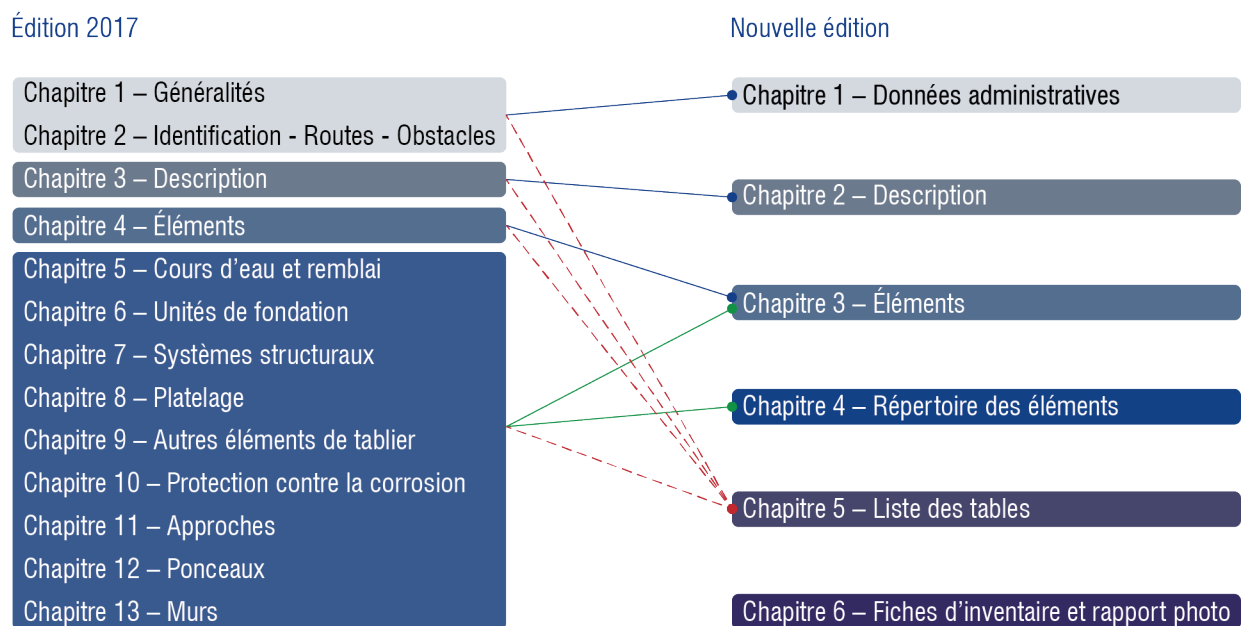 Édition 2017
Chapitre 1 – Généralités
Chapitre 2 – Identification - Routes - Obstacles
Chapitre 3 – Description
Chapitre 4 – Éléments
Chapitre 5 – Cours d’eau et remblai
Chapitre 6 – Unités de fondation
Chapitre 7 – Systèmes structuraux
Chapitre 8 – Platelage
Chapitre 9 – Autres éléments de tablier
Chapitre 10 – Protection contre la corrosion
Chapitre 11 – Approches
Chapitre 12 – Ponceaux
Chapitre 13 – Murs
Nouvelle édition
Chapitre 1 – Données administratives
Chapitre 2 – Description
Chapitre 3 – Éléments
Chapitre 4 – Répertoire des éléments
Chapitre 5 – Liste des tables
Chapitre 6 – Fiches d’inventaire et rapport photo